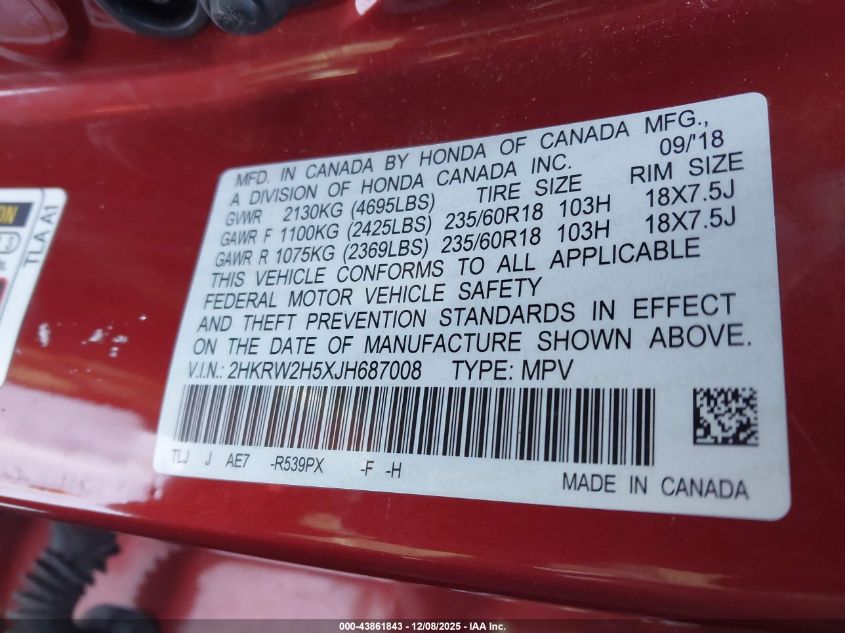 MFD. IN CANADA BY HONDA OF CANADA MFG.,
A DIVISION OF HONDA CANADA INC. 09/'18
GVWR 2130KG (4695LBS) TIRE SIZE RIM SIZE
GAWR F 1100KG (2425LBS) 235/60R18 103H 18X7.5J
GAWR R 1075KG (2369LBS) 235/60R18 103H 18X7.5J
THIS VEHICLE CONFORMS TO ALL APPLICABLE
FEDERAL MOTOR VEHICLE SAFETY
AND THEFT PREVENTION STANDARDS IN EFFECT
ON THE DATE OF MANUFACTURE SHOWN ABOVE.
V.I.N.: 2HKRW2H5XJH687008 TYPE: MPV
TLJ J AE7 -R539PX -F -H
MADE IN CANADA
TLA A1
000-43861843 - 12/08/2025 - IAA Inc.